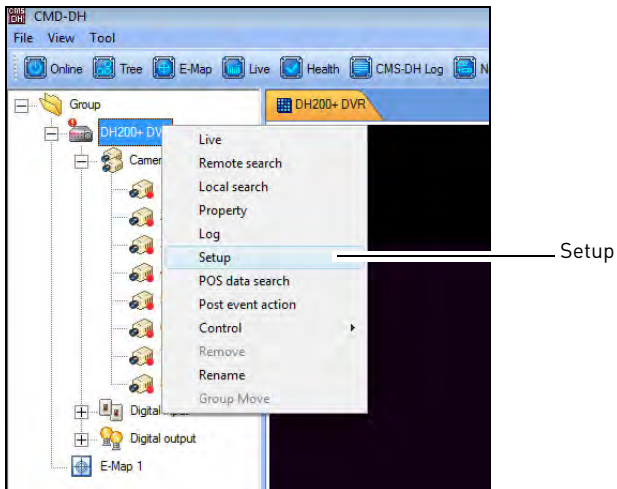 CMS
DH
CMD-DH
File View Tool
Online Tree E-Map Live Health CMS-DH Log N
Group
DH200+ DVR
DH200+ DV
Camer
Live
Remote search
Local search
Property
Log
Setup
Setup
POS data search
Post event action
Control
Remove
Rename
Group Move
Digital
Digital output
E-Map 1